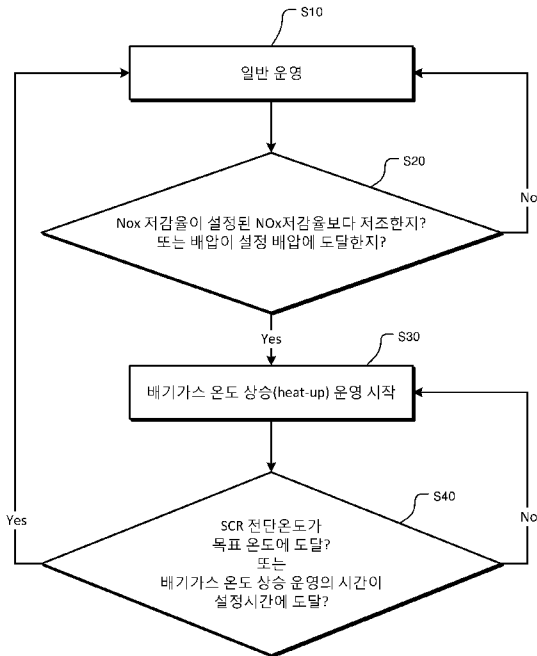 S10
일반 운영
S20
Nox 저감율이 설정된 NOx저감율보다 저조한지?
또는 배압이 설정 배압에 도달한지?
No
Yes
S30
배기가스 온도 상승(heat-up) 운영 시작
S40
SCR 전단온도가
목표 온도에 도달?
또는
배기가스 온도 상승 운영의 시간이
설정시간에 도달?
Yes
No